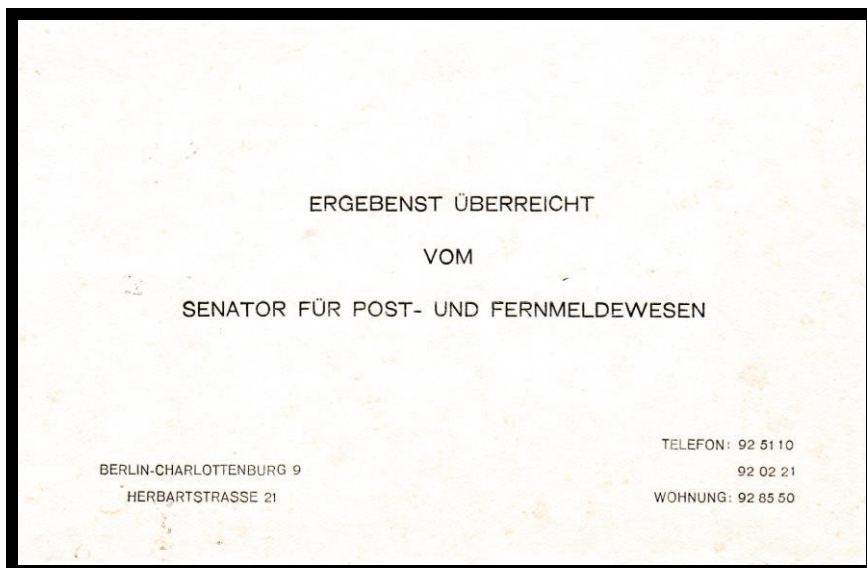 ERGEBENST ÜBERREICHT
VOM
SENATOR FÜR POST- UND FERNMELDEWESEN
BERLIN-CHARLOTTENBURG 9
HERBARTSTRASSE 21
TELEFON: 92 51 10
92 02 21
WOHNUNG: 92 85 50